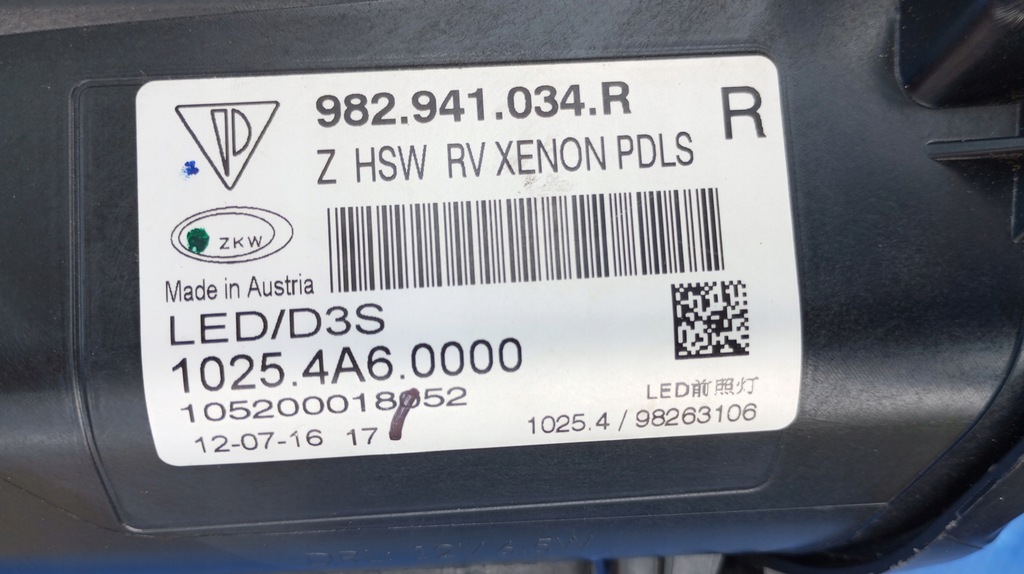 982.941.034.R
R
Z HSW RV XENON PDLS
ZKW
Made in Austria
LED/D3S
1025.4A6.0000
105200018052
12-07-16 17
LED前照灯
1025.4 / 98263106